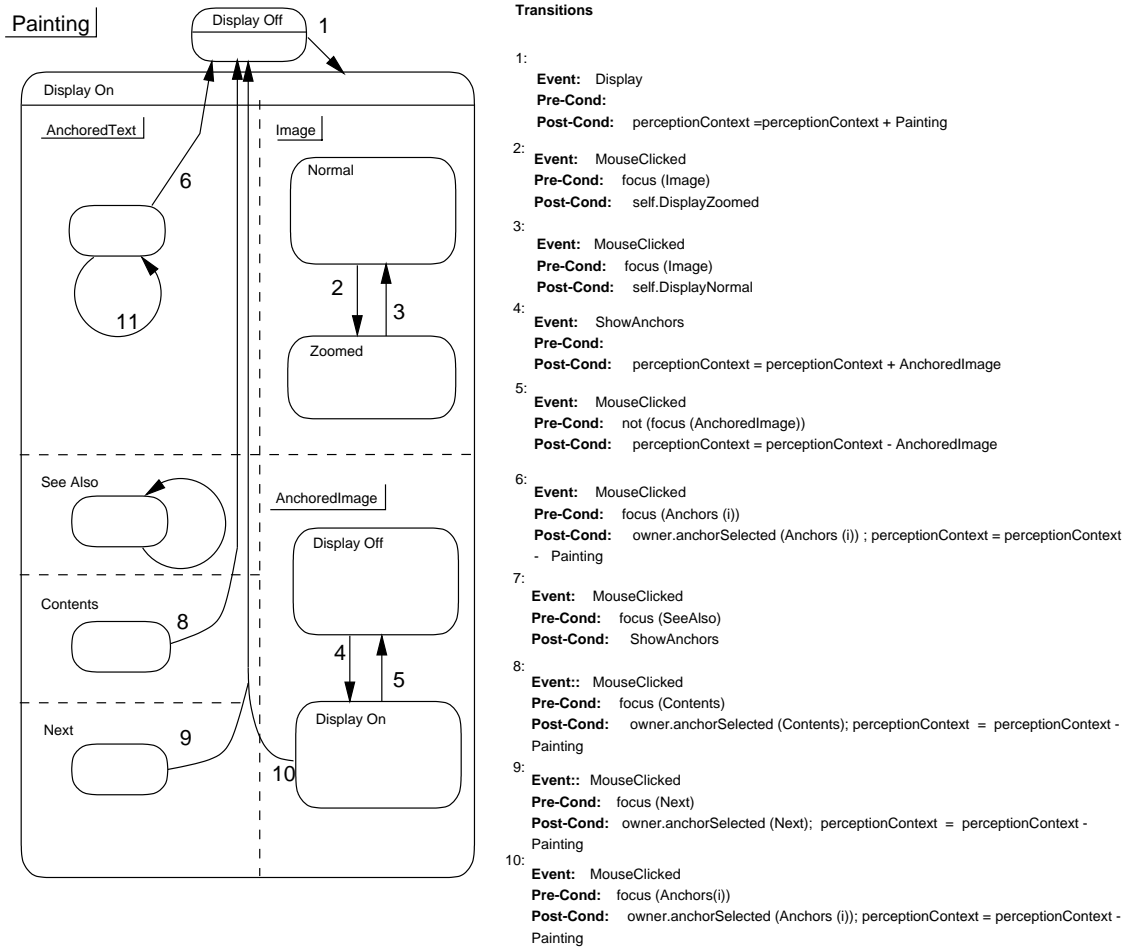 Painting
Display Off
1
Display On
AnchoredText
Image
6
Normal
11
2
3
Zoomed
See Also
AnchoredImage
Display Off
Contents
8
4
5
Display On
Next
9
10
Transitions
1:
Event: Display
Pre-Cond:
Post-Cond: perceptionContext =perceptionContext + Painting
2:
Event: MouseClicked
Pre-Cond: focus (Image)
Post-Cond: self.DisplayZoomed
3:
Event: MouseClicked
Pre-Cond: focus (Image)
Post-Cond: self.DisplayNormal
4:
Event: ShowAnchors
Pre-Cond:
Post-Cond: perceptionContext = perceptionContext + AnchoredImage
5:
Event: MouseClicked
Pre-Cond: not (focus (AnchoredImage))
Post-Cond: perceptionContext = perceptionContext - AnchoredImage
6:
Event: MouseClicked
Pre-Cond: focus (Anchors (i))
Post-Cond: owner.anchorSelected (Anchors (i)) ; perceptionContext = perceptionContext
- Painting
7:
Event: MouseClicked
Pre-Cond: focus (SeeAlso)
Post-Cond: ShowAnchors
8:
Event:: MouseClicked
Pre-Cond: focus (Contents)
Post-Cond: owner.anchorSelected (Contents); perceptionContext = perceptionContext -
Painting
9:
Event:: MouseClicked
Pre-Cond: focus (Next)
Post-Cond: owner.anchorSelected (Next); perceptionContext = perceptionContext -
Painting
10:
Event: MouseClicked
Pre-Cond: focus (Anchors(i))
Post-Cond: owner.anchorSelected (Anchors (i)); perceptionContext = perceptionContext -
Painting